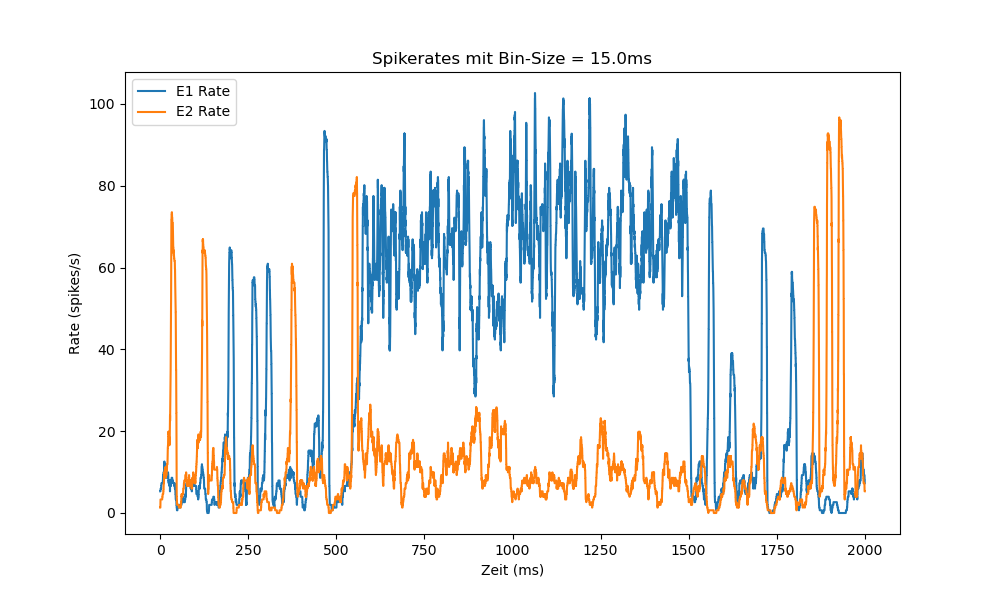 Spikerates mit Bin-Size = 15.0ms
E1 Rate
E2 Rate
100
80
60
40
20
0
Rate (spikes/s)
0 250 500 750 1000 1250 1500 1750 2000
Zeit (ms)